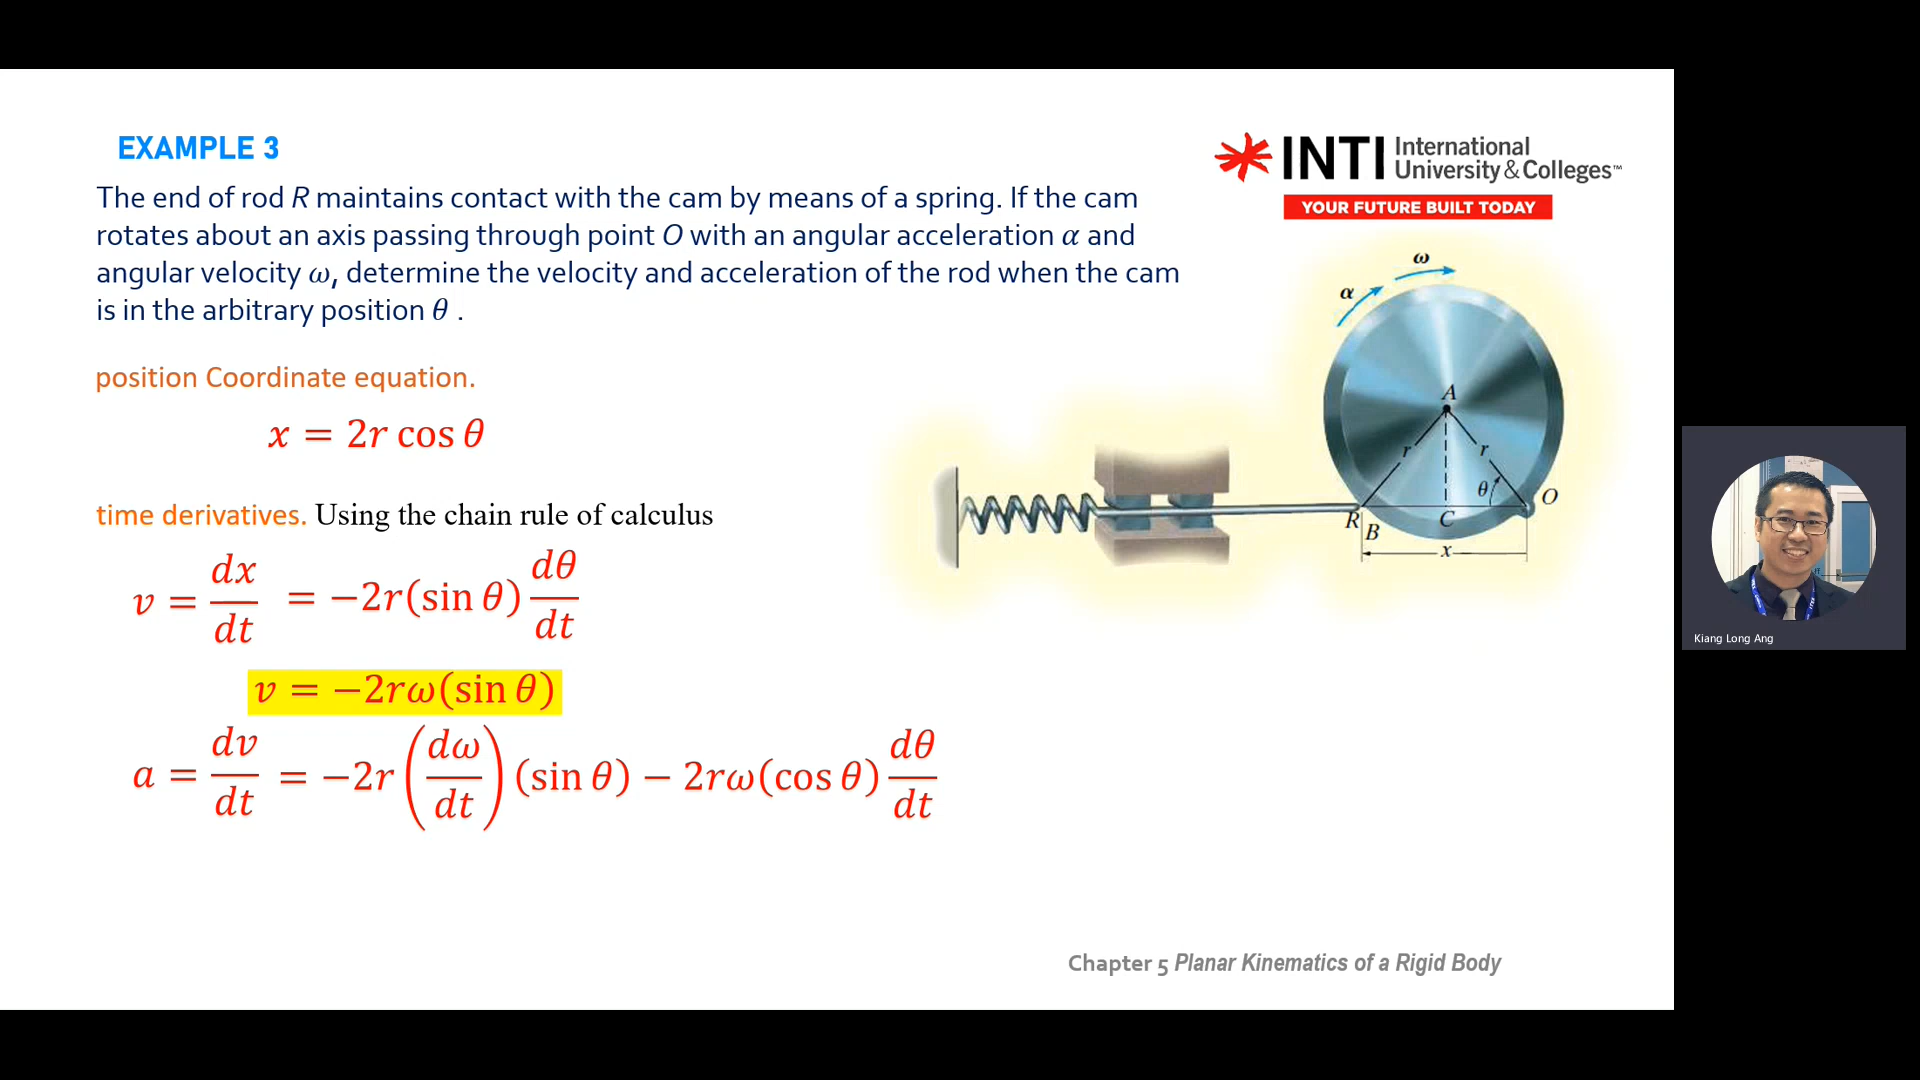 EXAMPLE 3
The end of rod R maintains contact with the cam by means of a spring. If the cam
rotates about an axis passing through point O with an angular acceleration α and
angular velocity ω, determine the velocity and acceleration of the rod when the cam
is in the arbitrary position θ .
position Coordinate equation.
x = 2r cos θ
time derivatives. Using the chain rule of calculus
v = dx/dt = −2r(sin θ) dθ/dt
v = −2rω(sin θ)
a = dv/dt = −2r (dω/dt) (sin θ) − 2rω(cos θ) dθ/dt
INTI International
University & Colleges™
YOUR FUTURE BUILT TODAY
ω
α
A
r r
θ O
R B C
x
Chapter 5 Planar Kinematics of a Rigid Body
Kiang Long Ang